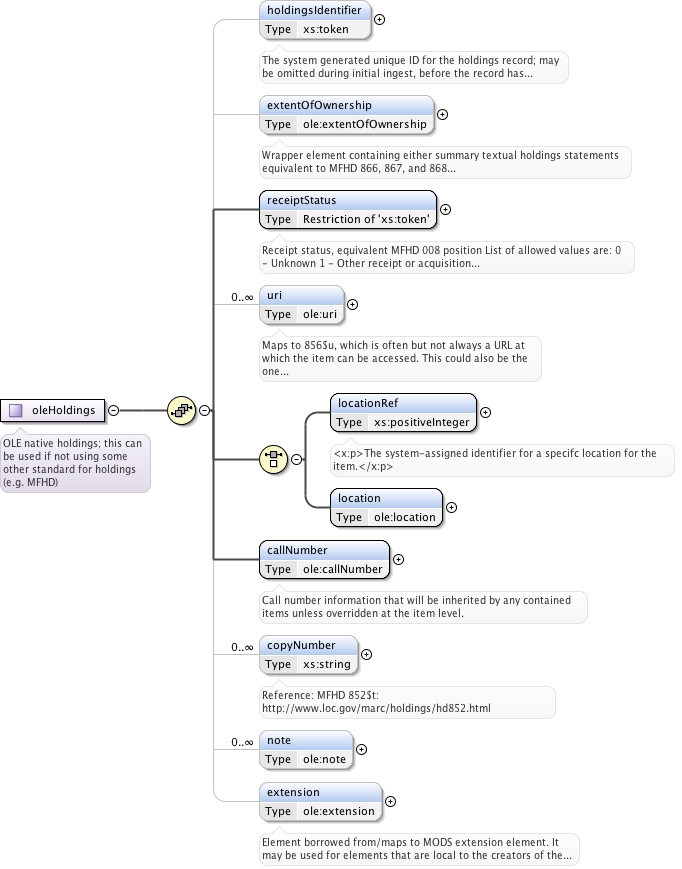 holdingsIdentifier
Type xs:token
The system generated unique ID for the holdings record; may
be omitted during initial ingest, before the record has...
extentOfOwnership
Type ole:extentOfOwnership
Wrapper element containing either summary textual holdings statements
equivalent to MFHD 866, 867, and 868...
receiptStatus
Type Restriction of 'xs:token'
Receipt status, equivalent MFHD 008 position List of allowed values are: 0
- Unknown 1 - Other receipt or acquisition...
0..∞
uri
Type ole:uri
Maps to 856$u, which is often but not always a URL at
which the item can be accessed. This could also be the
one...
oleHoldings
OLE native holdings; this can
be used if not using some
other standard for holdings
(e.g. MFHD)
locationRef
Type xs:positiveInteger
<x:p>The system-assigned identifier for a specifc location for the
item.</x:p>
location
Type ole:location
callNumber
Type ole:callNumber
Call number information that will be inherited by any contained
items unless overridden at the item level.
0..∞
copyNumber
Type xs:string
Reference: MFHD 852$t:
http://www.loc.gov/marc/holdings/hd852.html
0..∞
note
Type ole:note
extension
Type ole:extension
Element borrowed from/maps to MODS extension element. It
may be used for elements that are local to the creators of the...